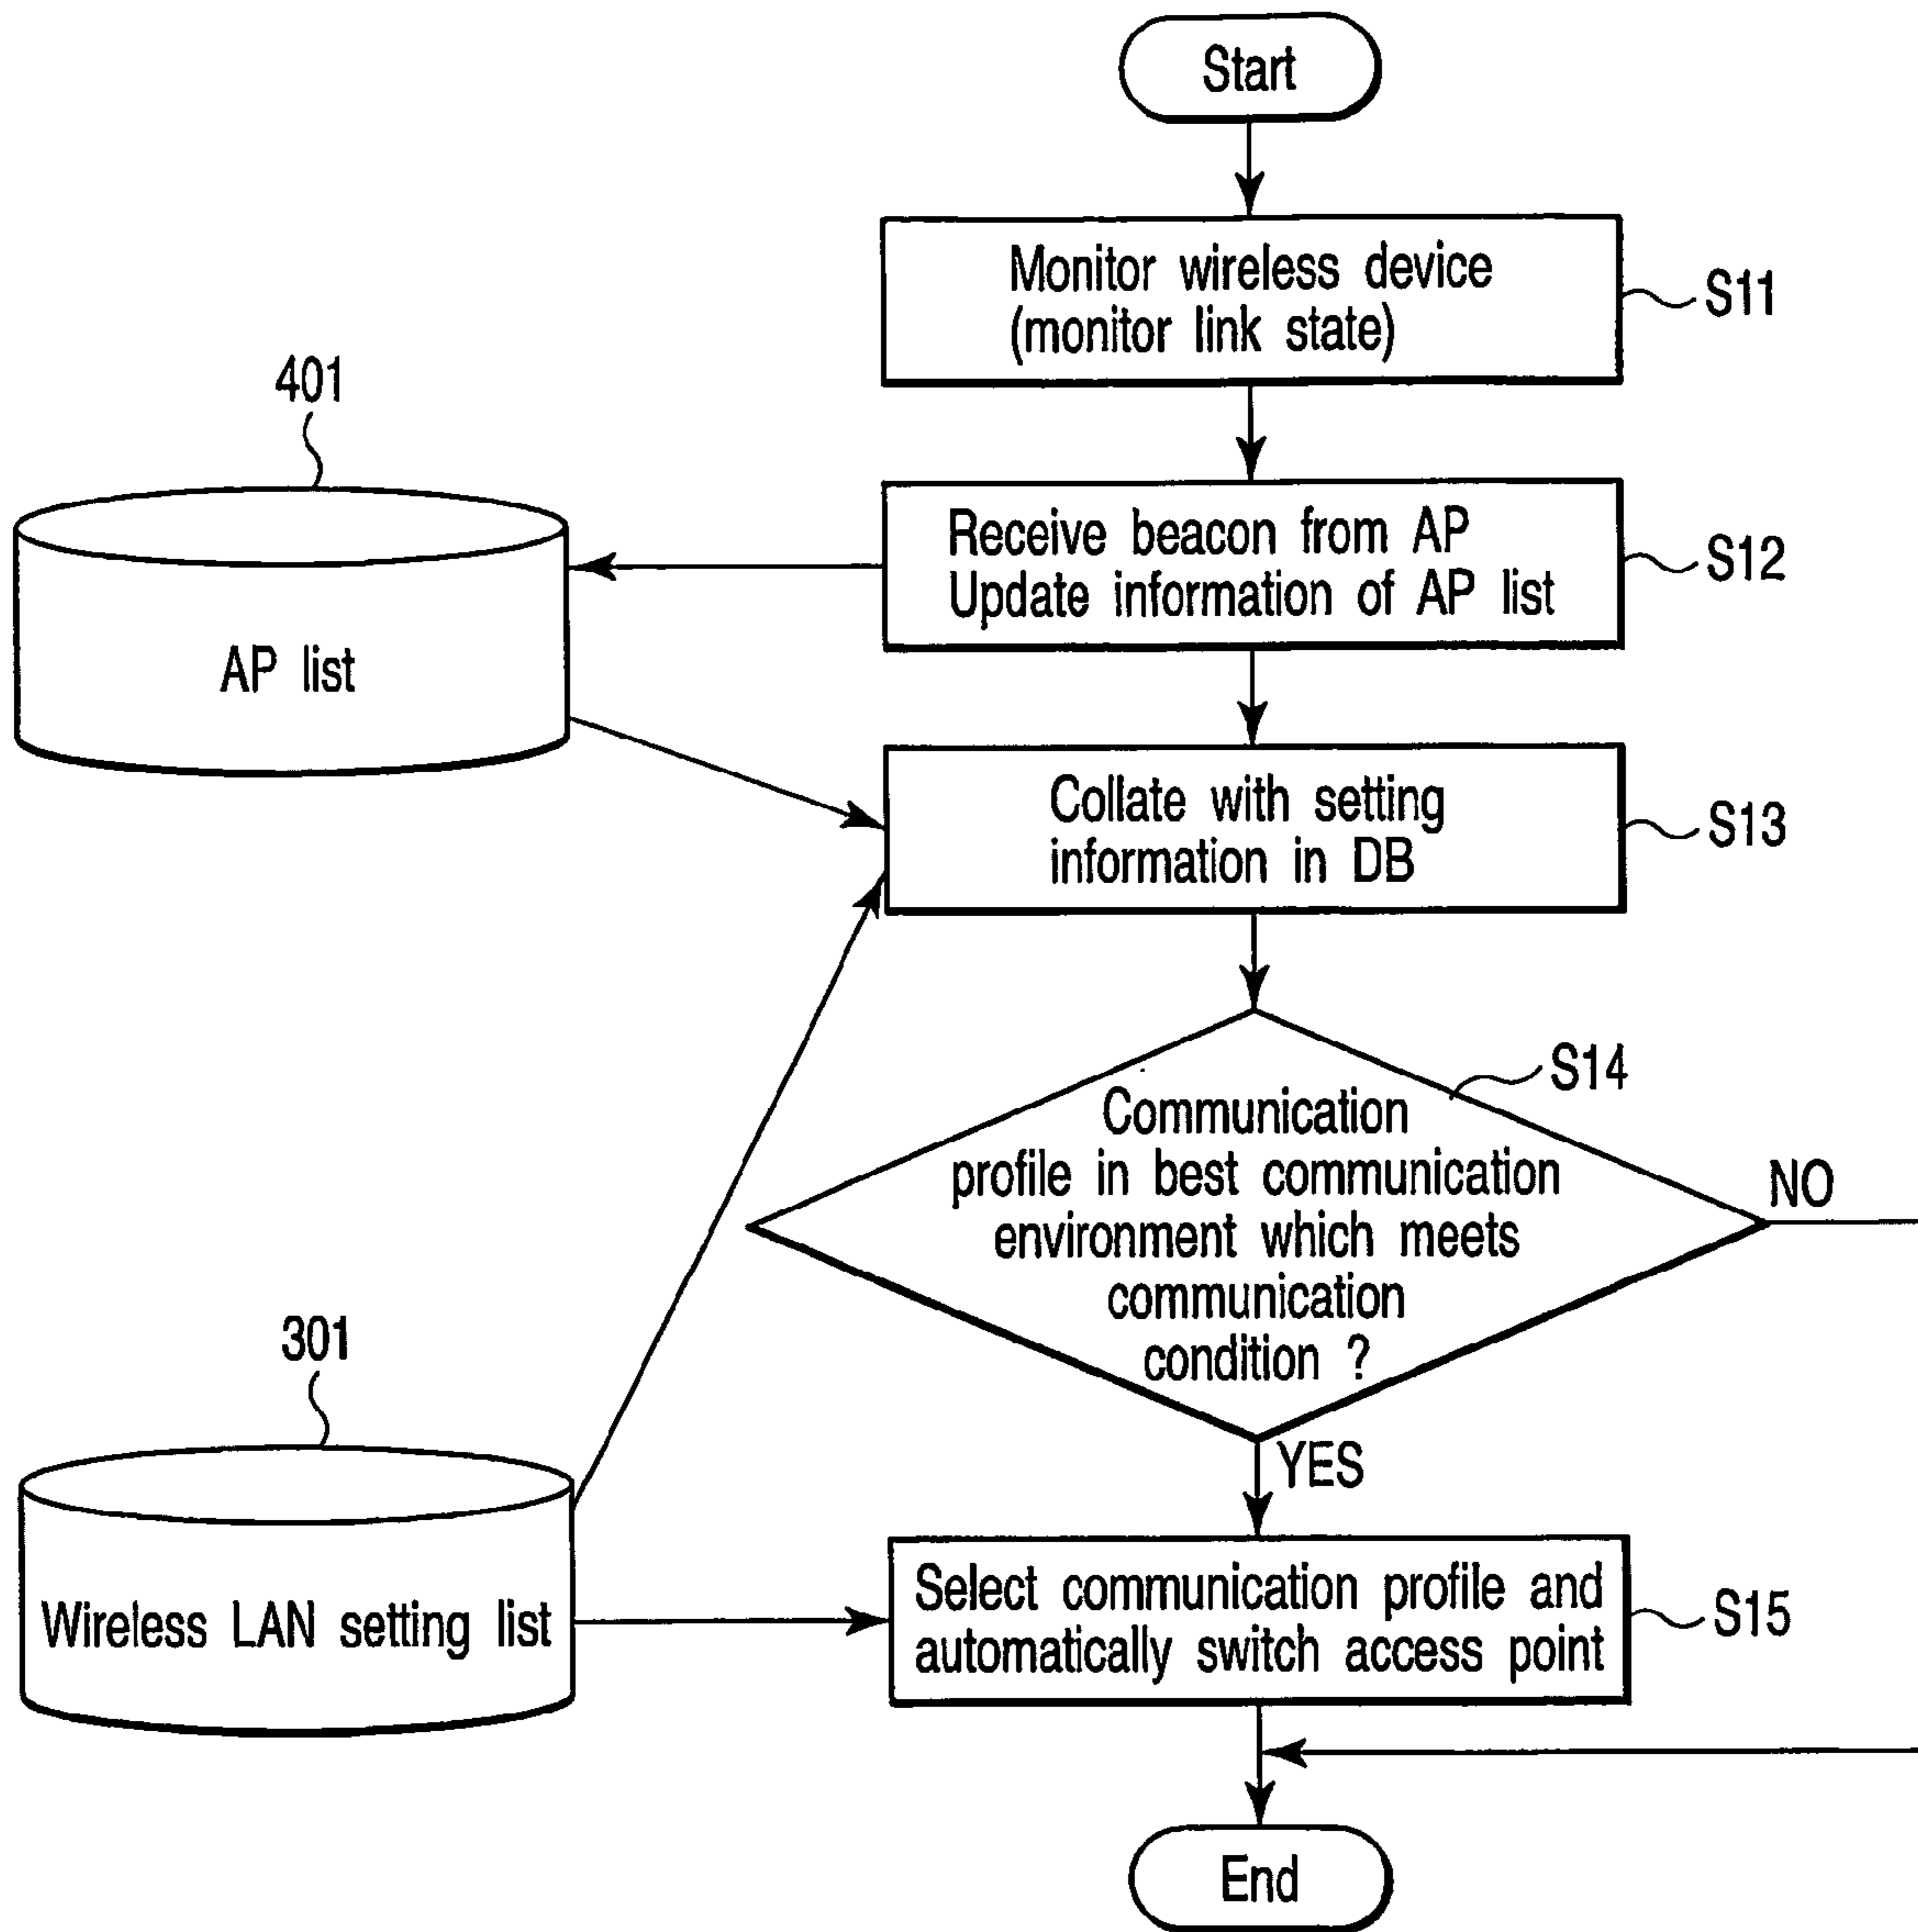 Start
Monitor wireless device
(monitor link state)
S11
401
Receive beacon from AP
Update information of AP list
S12
AP list
Collate with setting
information in DB
S13
S14
Communication
profile in best communication
environment which meets
communication
condition ?
NO
301
YES
Wireless LAN setting list
Select communication profile and
automatically switch access point
S15
End